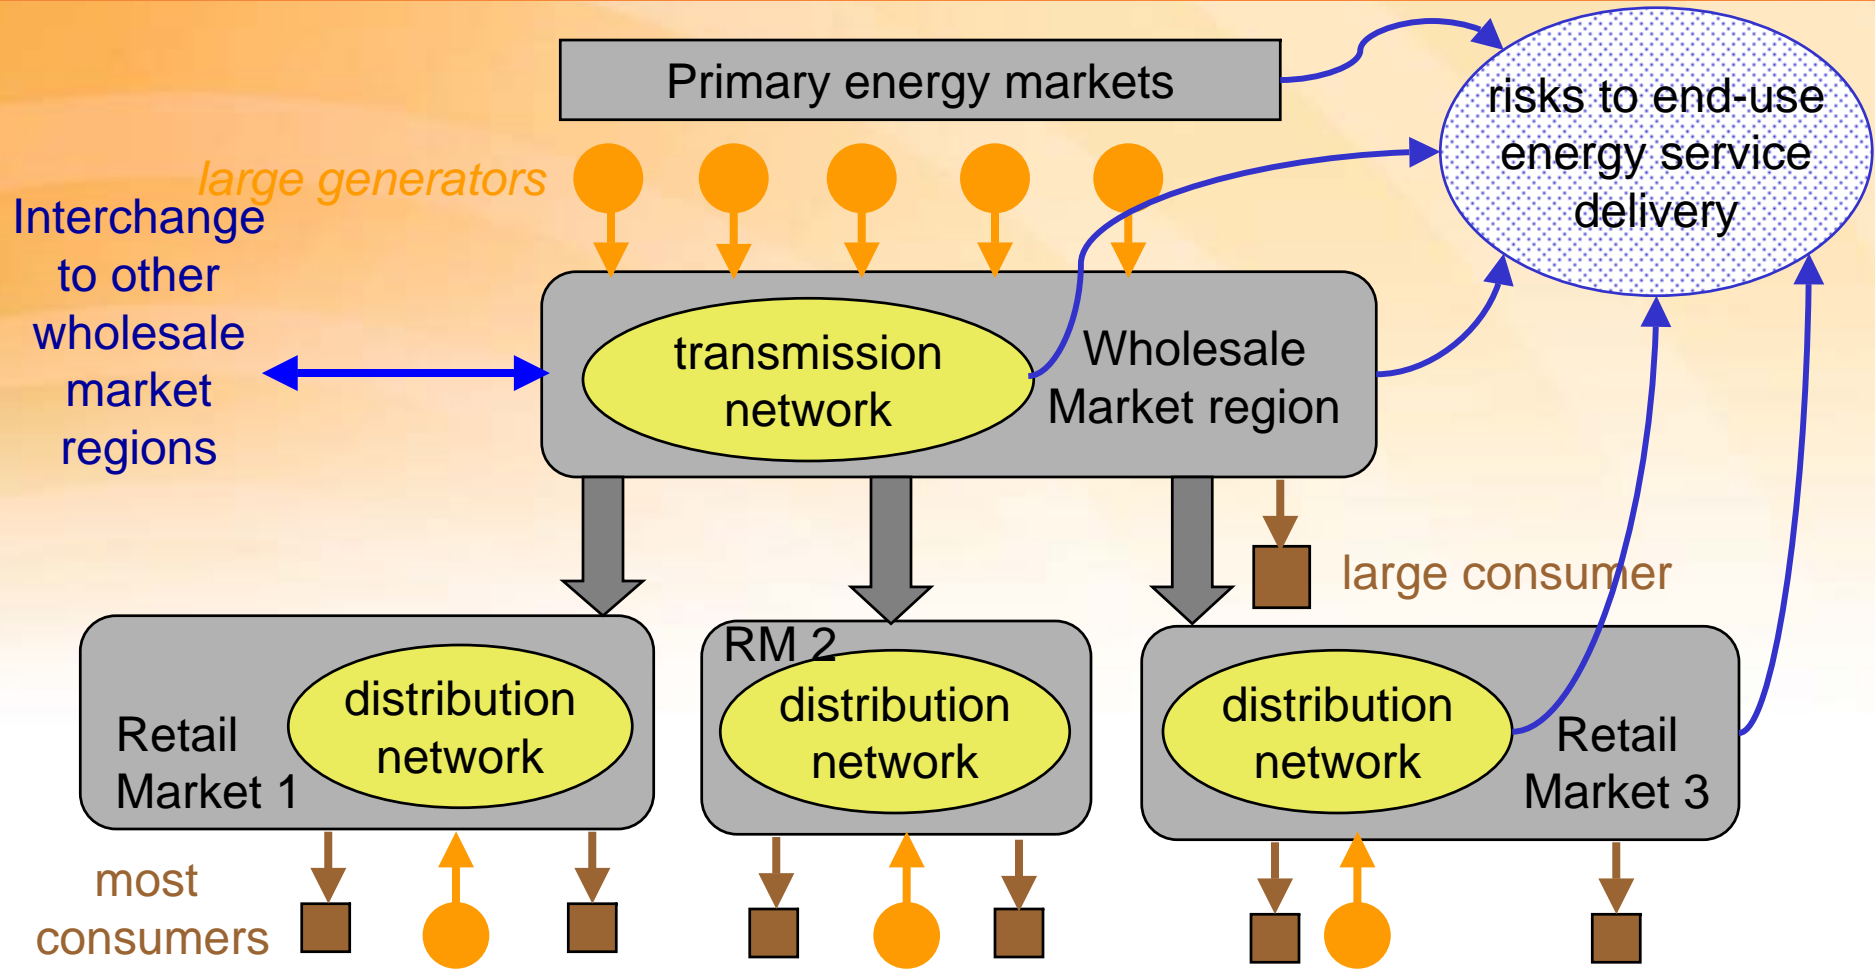 Primary energy markets
risks to end-use
energy service
delivery
large generators
Interchange
to other
wholesale
market
regions
transmission
network
Wholesale
Market region
large consumer
Retail
Market 1
distribution
network
RM 2
distribution
network
distribution
network
Retail
Market 3
most
consumers